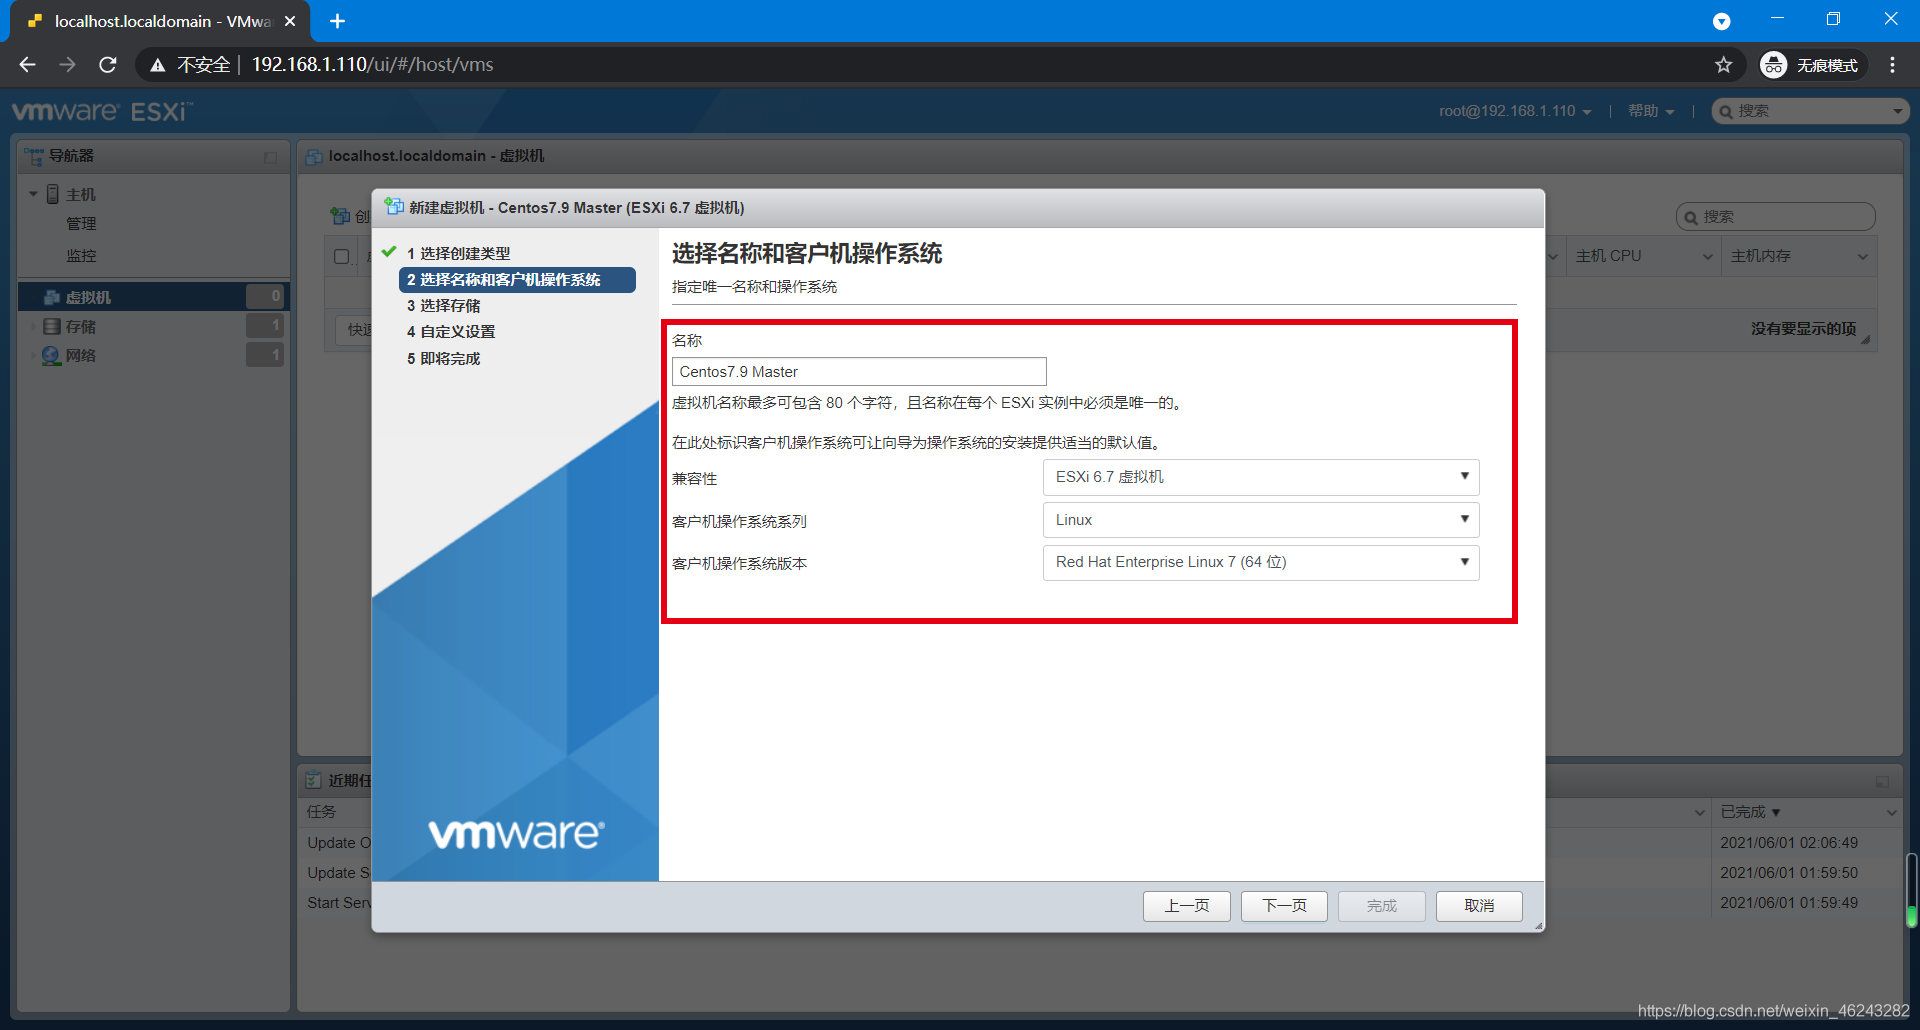 localhost.localdomain - VMwa
不安全 | 192.168.1.110/ui/#/host/vms
无痕模式
vmware ESXi™
root@192.168.1.110
帮助
搜索
导航器
主机
管理
监控
虚拟机 0
存储 1
网络 1
localhost.localdomain - 虚拟机
创
搜索
主机 CPU
主机内存
快速
没有要显示的项
新建虚拟机 - Centos7.9 Master (ESXi 6.7 虚拟机)
1 选择创建类型
2 选择名称和客户机操作系统
3 选择存储
4 自定义设置
5 即将完成
vmware®
选择名称和客户机操作系统
指定唯一名称和操作系统
名称
Centos7.9 Master
虚拟机名称最多可包含 80 个字符，且名称在每个 ESXi 实例中必须是唯一的。
在此处标识客户机操作系统可让向导为操作系统的安装提供适当的默认值。
兼容性
ESXi 6.7 虚拟机
客户机操作系统系列
Linux
客户机操作系统版本
Red Hat Enterprise Linux 7 (64 位)
上一页
下一页
完成
取消
近期任
任务
已完成
Update O
2021/06/01 02:06:49
Update S
2021/06/01 01:59:50
Start Serv
2021/06/01 01:59:49
https://blog.csdn.net/weixin_46243282